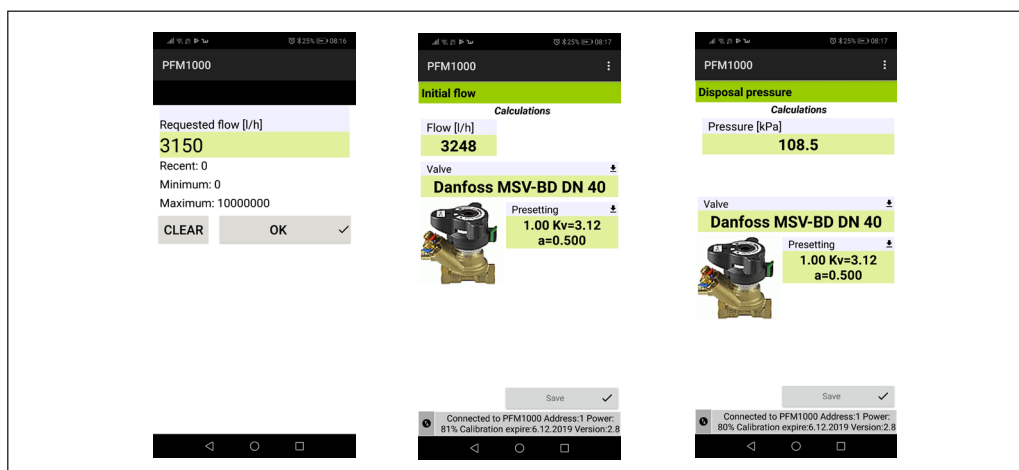 25% 08:16
PFM1000
Requested flow [l/h]
3150
Recent: 0
Minimum: 0
Maximum: 10000000
CLEAR
OK
25% 08:17
PFM1000
Initial flow
Calculations
Flow [l/h]
3248
Valve
Danfoss MSV-BD DN 40
Presetting
1.00 Kv=3.12
a=0.500
Save
Connected to PFM1000 Address:1 Power:
81% Calibration expire:6.12.2019 Version:2.8
25% 08:17
PFM1000
Disposal pressure
Calculations
Pressure [kPa]
108.5
Valve
Danfoss MSV-BD DN 40
Presetting
1.00 Kv=3.12
a=0.500
Save
Connected to PFM1000 Address:1 Power:
80% Calibration expire:6.12.2019 Version:2.8